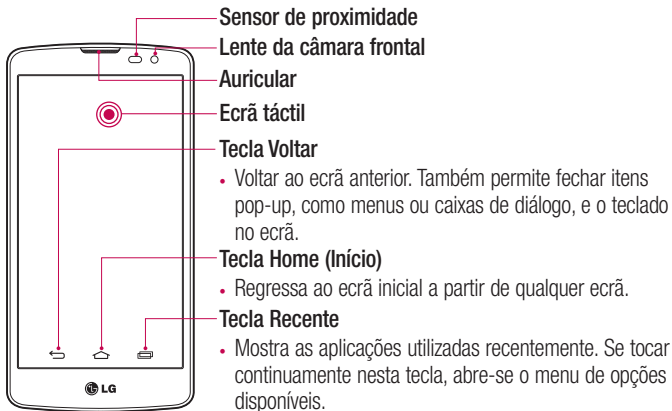 Sensor de proximidade
Lente da câmara frontal
Auricular
Ecrã táctil
Tecla Voltar
• Voltar ao ecrã anterior. Também permite fechar itens
pop-up, como menus ou caixas de diálogo, e o teclado
no ecrã.
Tecla Home (Início)
• Regressa ao ecrã inicial a partir de qualquer ecrã.
Tecla Recente
• Mostra as aplicações utilizadas recentemente. Se tocar
continuamente nesta tecla, abre-se o menu de opções
disponíveis.
LG